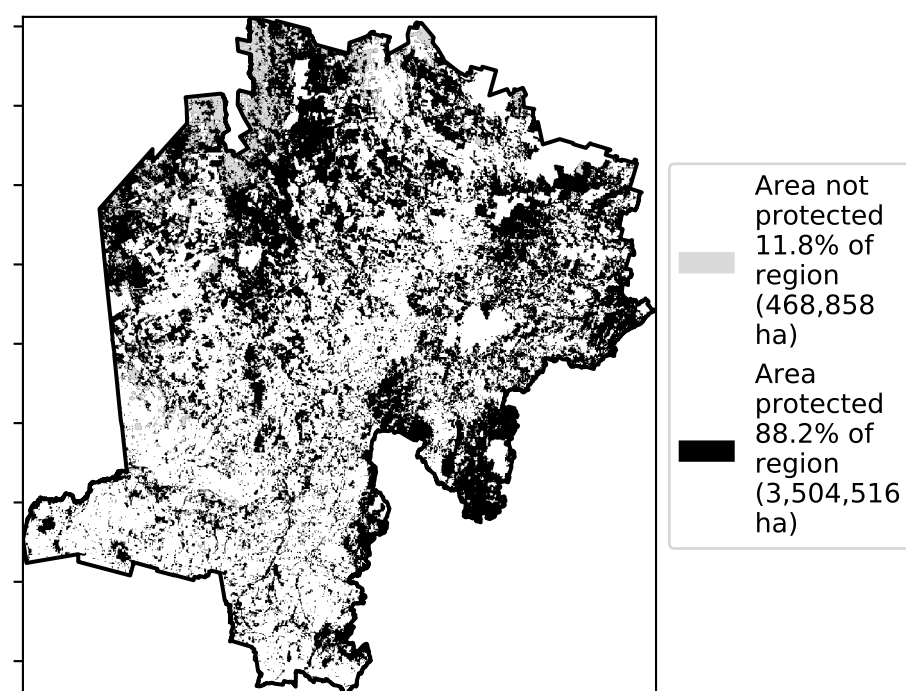 Area not
protected
11.8% of
region
(468,858
ha)
Area
protected
88.2% of
region
(3,504,516
ha)